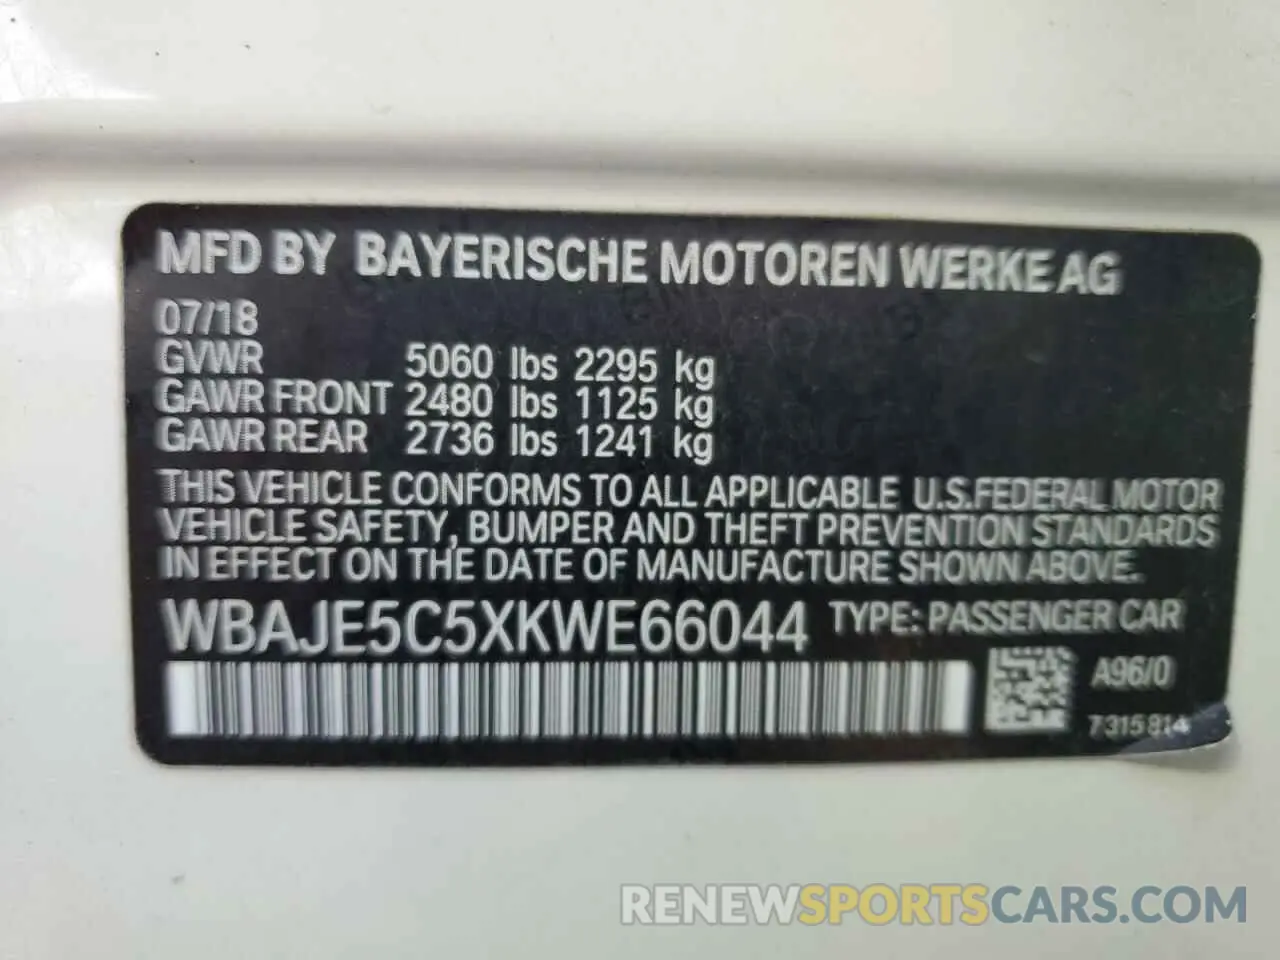 MFD BY BAYERISCHE MOTOREN WERKE AG
07/18
GVWR 5060 lbs 2295 kg
GAWR FRONT 2480 lbs 1125 kg
GAWR REAR 2736 lbs 1241 kg
THIS VEHICLE CONFORMS TO ALL APPLICABLE U.S.FEDERAL MOTOR
VEHICLE SAFETY, BUMPER AND THEFT PREVENTION STANDARDS
IN EFFECT ON THE DATE OF MANUFACTURE SHOWN ABOVE.
WBAJE5C5XKWE66044 TYPE: PASSENGER CAR
A96/0
7315814
RENEWSPORTSCARS.COM